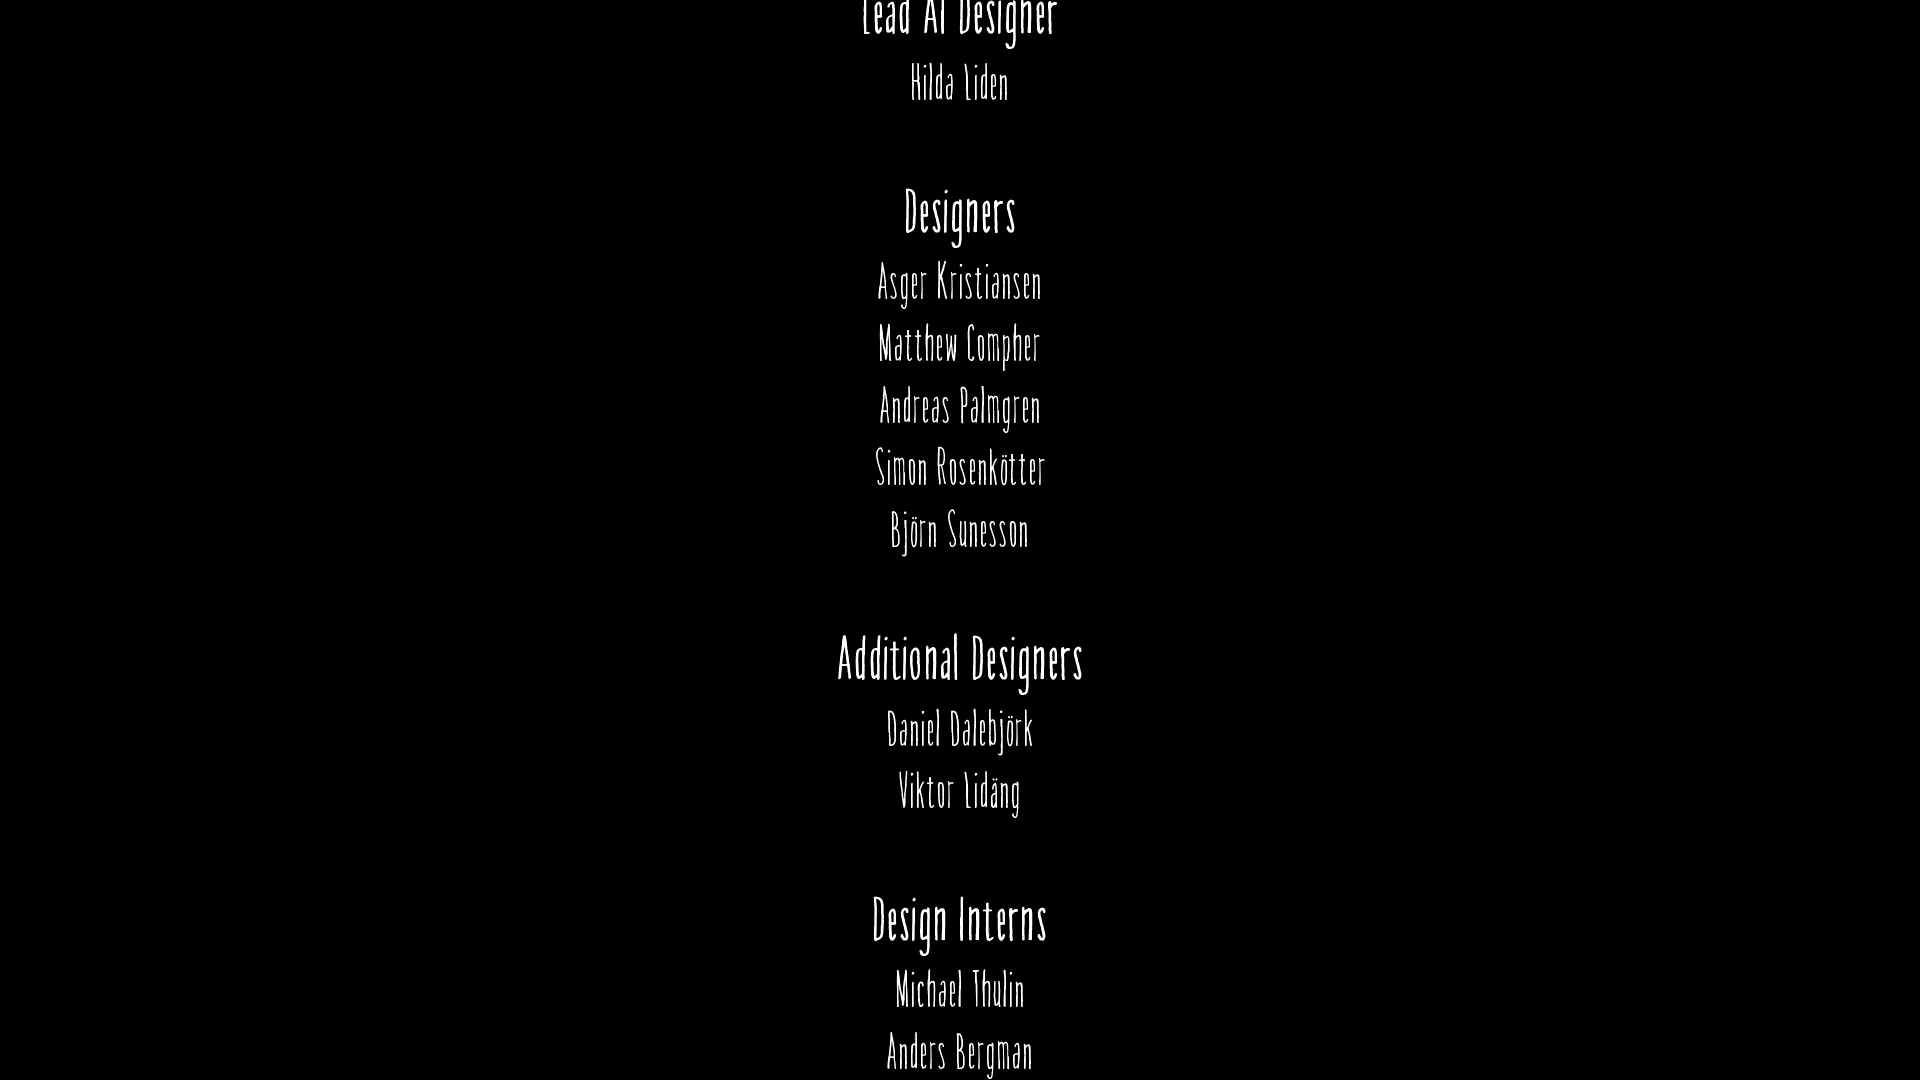 Lead AI Designer
Hilda Liden
Designers
Asger Kristiansen
Matthew Compher
Andreas Palmgren
Simon Rosenkötter
Björn Sunesson
Additional Designers
Daniel Dalebjörk
Viktor Lidäng
Design Interns
Michael Thulin
Anders Bergman